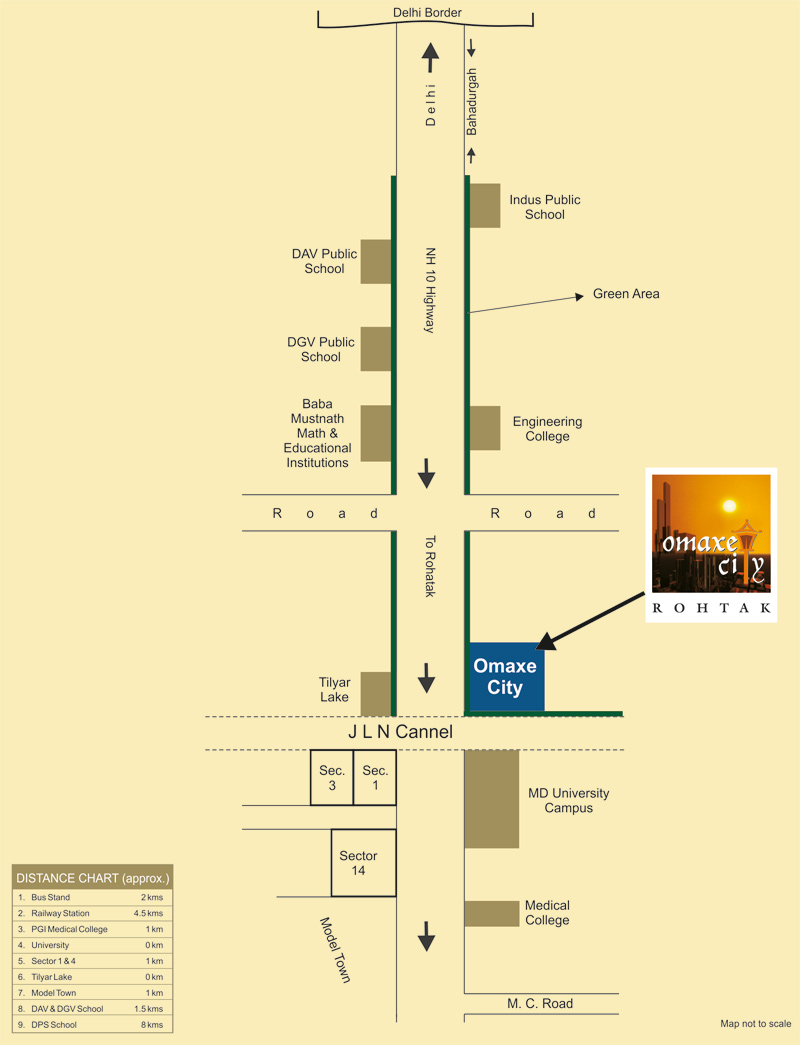 Delhi Border
Delhi
Bahadurgah
Indus Public
School
DAV Public
School
NH 10 Highway
Green Area
DGV Public
School
Baba
Mustnath
Math &
Educational
Institutions
Engineering
College
Road
Road
To Rohatak
omaxe
city
ROHTAK
Omaxe
City
Tilyar
Lake
J L N Cannel
Sec.
3
Sec.
1
MD University
Campus
Sector
14
Medical
College
Model Town
M. C. Road
DISTANCE CHART (approx.)
1. Bus Stand 2 kms
2. Railway Station 4.5 kms
3. PGI Medical College 1 km
4. University 0 km
5. Sector 1 & 4 1 km
6. Tilyar Lake 0 km
7. Model Town 1 km
8. DAV & DGV School 1.5 kms
9. DPS School 8 kms
Map not to scale